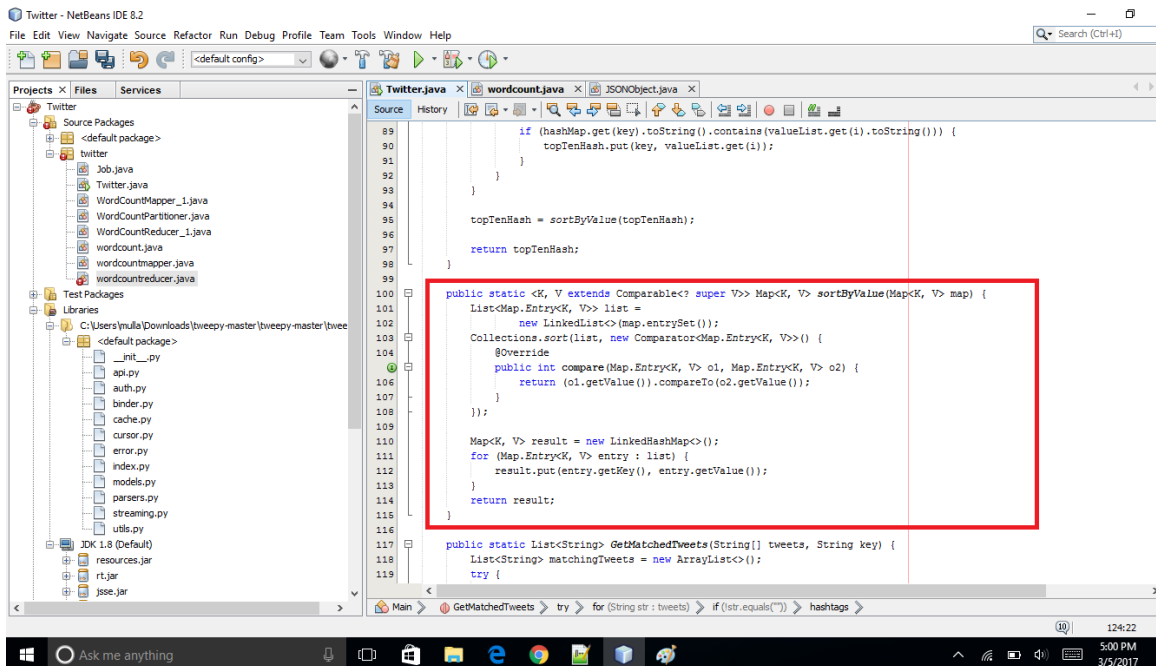 Twitter - NetBeans IDE 8.2
File Edit View Navigate Source Refactor Run Debug Profile Team Tools Window Help
Search (Ctrl+I)
<default config>
Projects Files Services
Twitter
Source Packages
<default package>
twitter
Job.java
Twitter.java
WordCountMapper_1.java
WordCountPartitioner.java
WordCountReducer_1.java
wordcount.java
wordcountmapper.java
wordcountreducer.java
Test Packages
Libraries
C:\Users\mulla\Downloads\tweepy-master\tweepy-master\twee
<default package>
__init__.py
api.py
auth.py
binder.py
cache.py
cursor.py
error.py
index.py
models.py
parsers.py
streaming.py
utils.py
JDK 1.8 (Default)
resources.jar
rt.jar
jsse.jar
Twitter.java wordcount.java JSONObject.java
Source History
89 if (hashMap.get(key).toString().contains(valueList.get(i).toString())) {
90 topTenHash.put(key, valueList.get(i));
91 }
92 }
93 }
94
95 topTenHash = sortByValue(topTenHash);
96
97 return topTenHash;
98 }
99
100 public static <K, V extends Comparable<? super V>> Map<K, V> sortByValue(Map<K, V> map) {
101 List<Map.Entry<K, V>> list =
102 new LinkedList<>(map.entrySet());
103 Collections.sort(list, new Comparator<Map.Entry<K, V>>() {
104 @Override
public int compare(Map.Entry<K, V> o1, Map.Entry<K, V> o2) {
106 return (o1.getValue()).compareTo(o2.getValue());
107 }
108 });
109
110 Map<K, V> result = new LinkedHashMap<>();
111 for (Map.Entry<K, V> entry : list) {
112 result.put(entry.getKey(), entry.getValue());
113 }
114 return result;
115 }
116
117 public static List<String> GetMatchedTweets(String[] tweets, String key) {
118 List<String> matchingTweets = new ArrayList<>();
119 try {
Main GetMatchedTweets try for (String str : tweets) if (!str.equals("")) hashtags
10 124:22
Ask me anything
5:00 PM
3/5/2017